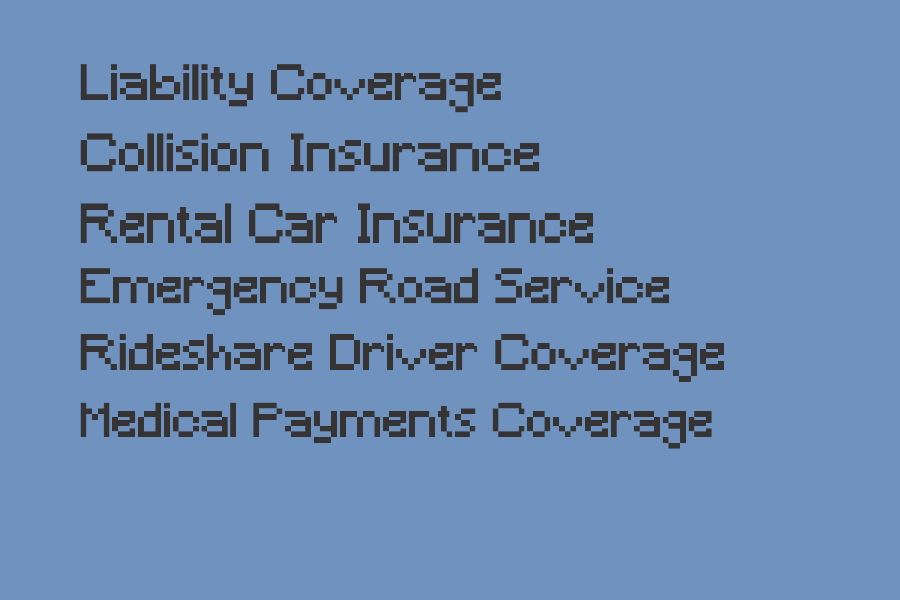 Liability Coverage
Collision Insurance
Rental Car Insurance
Emergency Road Service
Rideshare Driver Coverage
Medical Payments Coverage